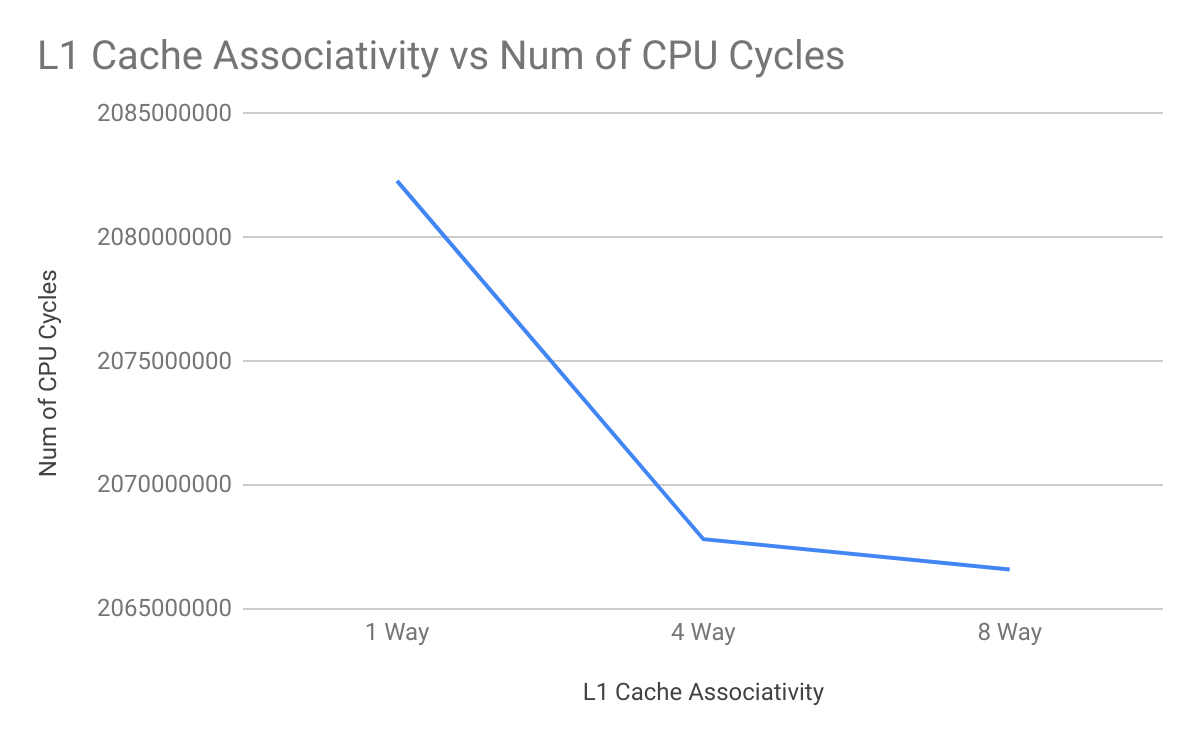 L1 Cache Associativity vs Num of CPU Cycles
2085000000
2080000000
2075000000
2070000000
2065000000
Num of CPU Cycles
1 Way
4 Way
8 Way
L1 Cache Associativity